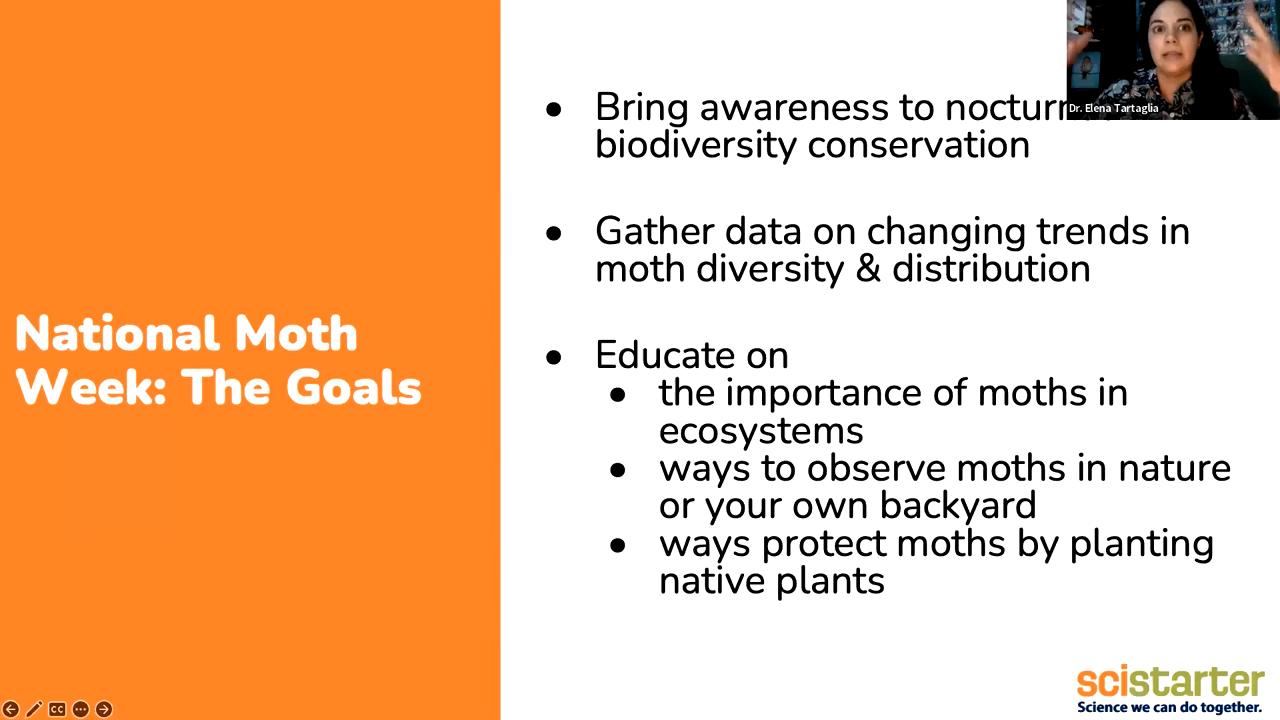 Bring awareness to
biodiversity conservation
Dr. Elena Tartaglia
Gather data on changing trends in
moth diversity & distribution
National Moth
Week: The Goals
Educate on
the importance of moths in
ecosystems
ways to observe moths in nature
or your own backyard
ways protect moths by planting
native plants
CC
scistarter
Science we can do together.